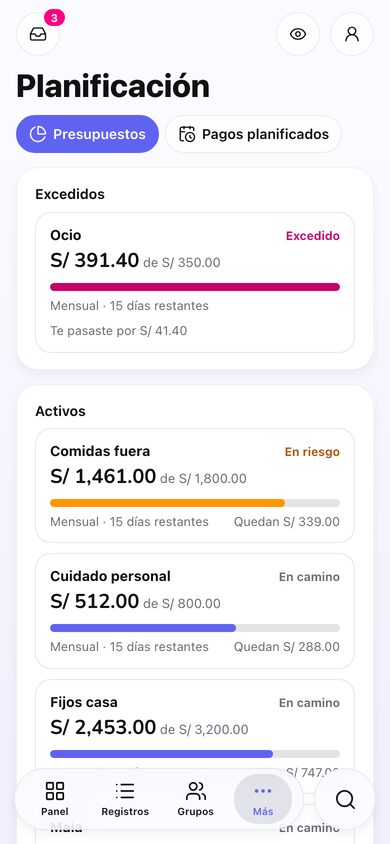 3
Planificación
Presupuestos
Pagos planificados
Excedidos
Ocio
Excedido
S/ 391.40 de S/ 350.00
Mensual · 15 días restantes
Te pasaste por S/ 41.40
Activos
Comidas fuera
En riesgo
S/ 1,461.00 de S/ 1,800.00
Mensual · 15 días restantes
Quedan S/ 339.00
Cuidado personal
En camino
S/ 512.00 de S/ 800.00
Mensual · 15 días restantes
Quedan S/ 288.00
Fijos casa
En camino
S/ 2,453.00 de S/ 3,200.00
S/ 747.00
Panel
Registros
Grupos
Más
Maia
En camino